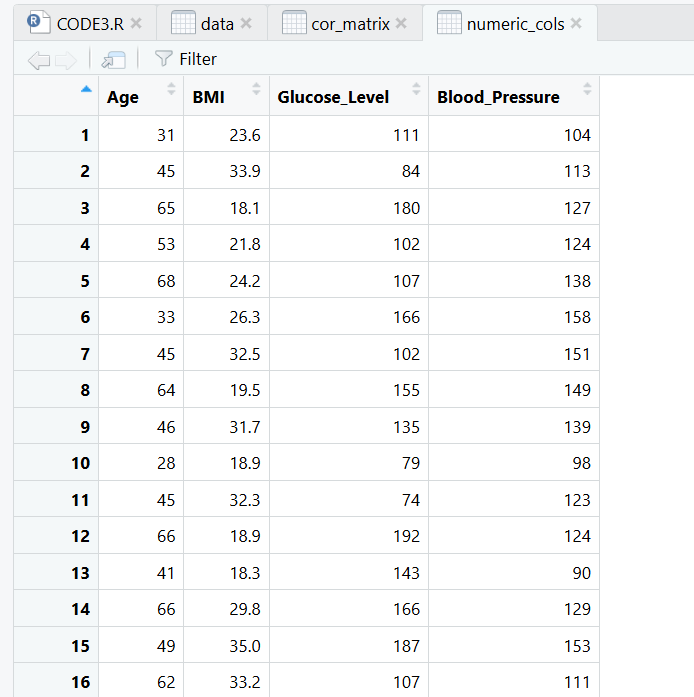 R CODE3.R data cor_matrix numeric_cols
Filter
Age BMI Glucose_Level Blood_Pressure
1 31 23.6 111 104
2 45 33.9 84 113
3 65 18.1 180 127
4 53 21.8 102 124
5 68 24.2 107 138
6 33 26.3 166 158
7 45 32.5 102 151
8 64 19.5 155 149
9 46 31.7 135 139
10 28 18.9 79 98
11 45 32.3 74 123
12 66 18.9 192 124
13 41 18.3 143 90
14 66 29.8 166 129
15 49 35.0 187 153
16 62 33.2 107 111